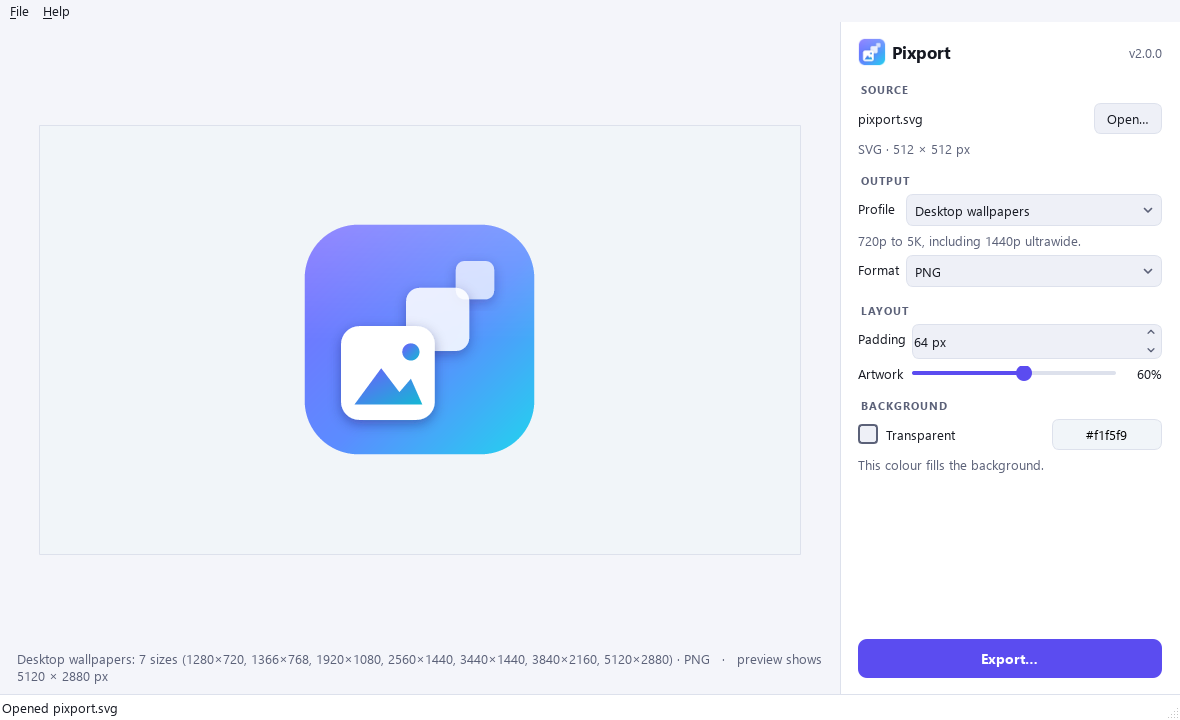 File Help
Pixport v2.0.0
SOURCE
pixport.svg Open...
SVG · 512 × 512 px
OUTPUT
Profile Desktop wallpapers
720p to 5K, including 1440p ultrawide.
Format PNG
LAYOUT
Padding 64 px
Artwork 60%
BACKGROUND
Transparent #f1f5f9
This colour fills the background.
Export...
Desktop wallpapers: 7 sizes (1280×720, 1366×768, 1920×1080, 2560×1440, 3440×1440, 3840×2160, 5120×2880) · PNG · preview shows
5120 × 2880 px
Opened pixport.svg